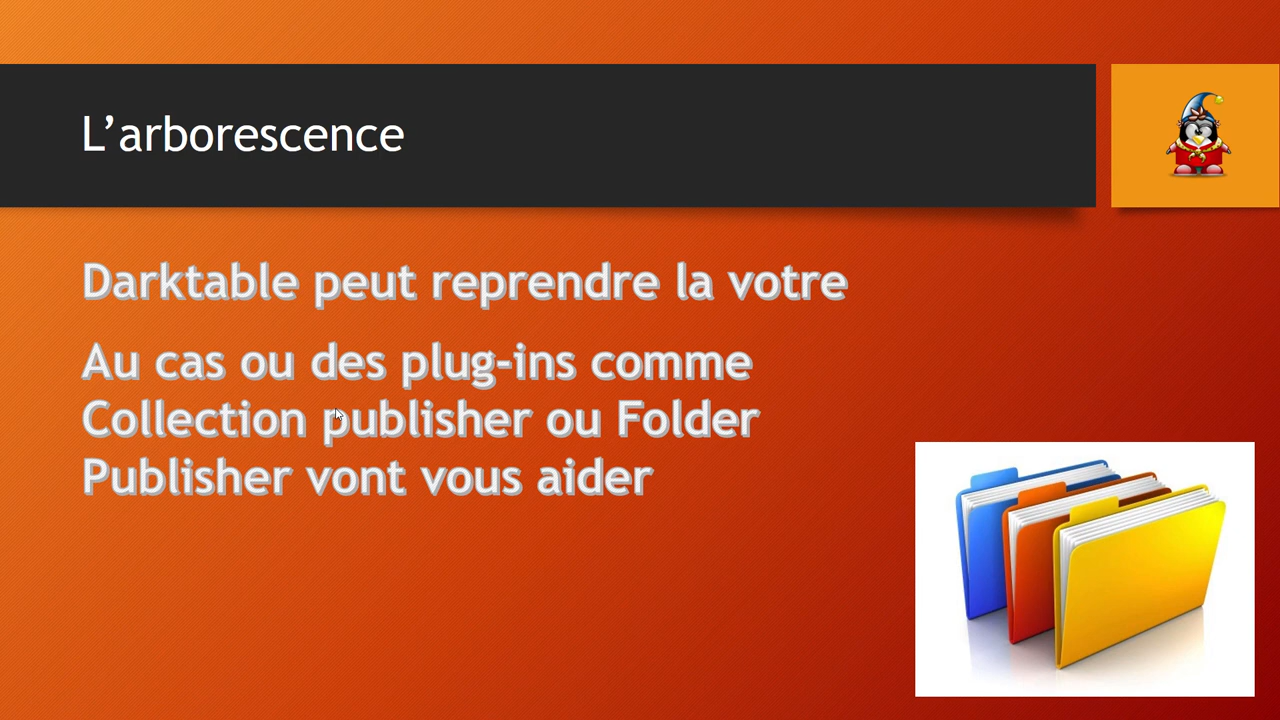 L’arborescence
Darktable peut reprendre la votre
Au cas ou des plug-ins comme
Collection publisher ou Folder
Publisher vont vous aider